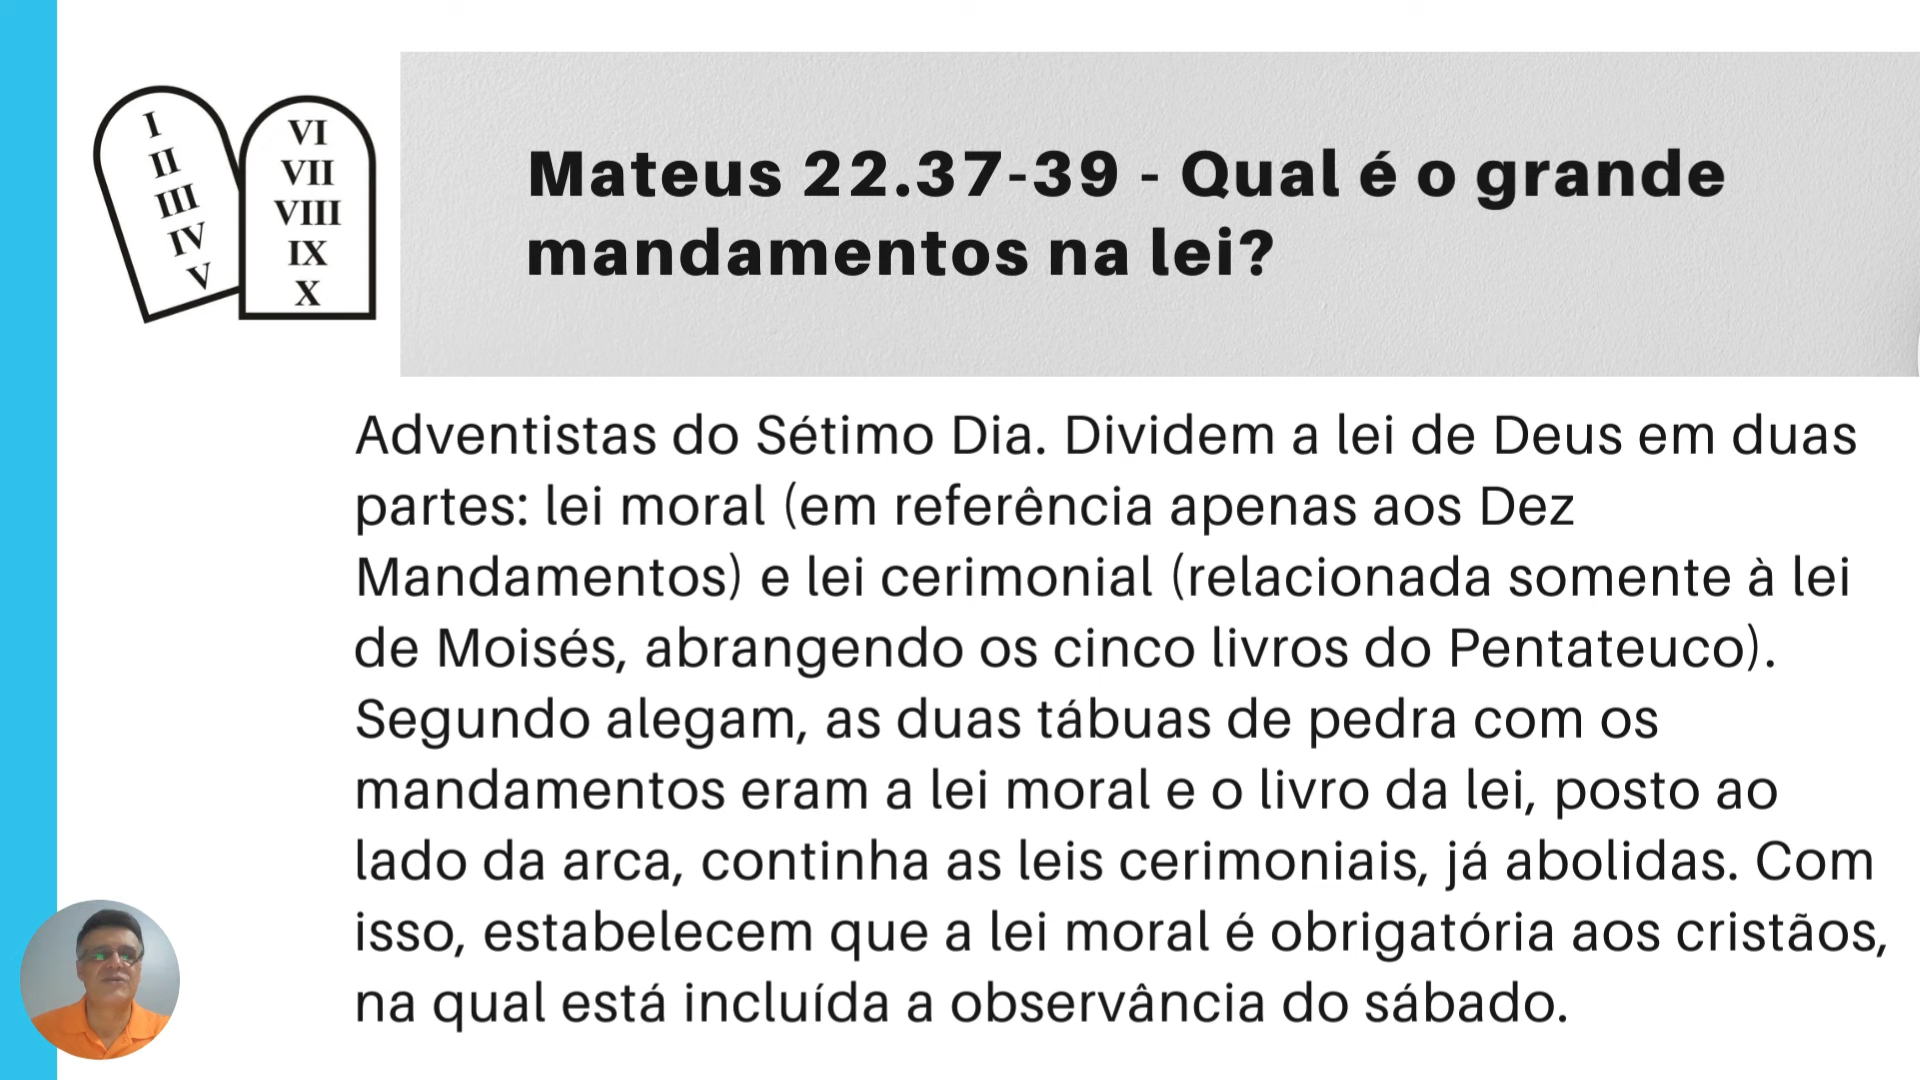 I
II
III
IV
V
VI
VII
VIII
IX
X
Mateus 22.37-39 - Qual é o grande
mandamentos na lei?
Adventistas do Sétimo Dia. Dividem a lei de Deus em duas
partes: lei moral (em referência apenas aos Dez
Mandamentos) e lei cerimonial (relacionada somente à lei
de Moisés, abrangendo os cinco livros do Pentateuco).
Segundo alegam, as duas tábuas de pedra com os
mandamentos eram a lei moral e o livro da lei, posto ao
lado da arca, continha as leis cerimoniais, já abolidas. Com
isso, estabelecem que a lei moral é obrigatória aos cristãos,
na qual está incluída a observância do sábado.